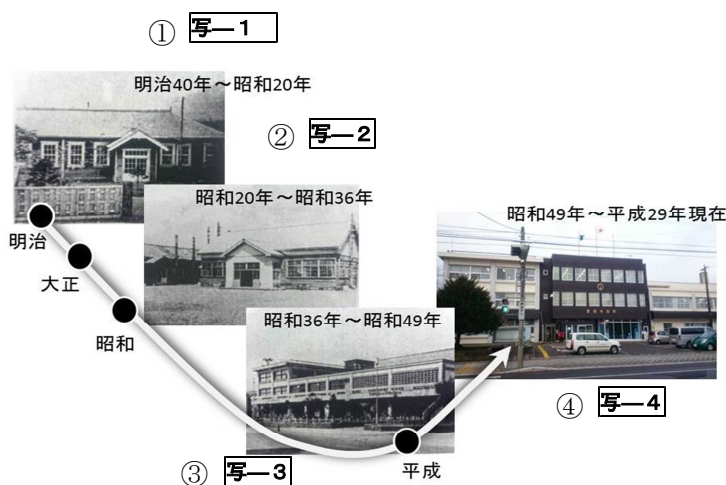 ① 写―1
明治40年～昭和20年
② 写―2
昭和20年～昭和36年
昭和49年～平成29年現在
明治
大正
昭和
昭和36年～昭和49年
④ 写―4
③ 写―3
平成